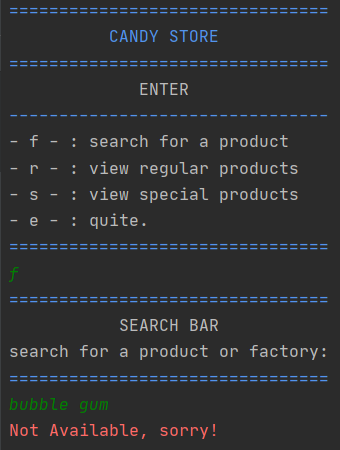 ================================
CANDY STORE
================================
ENTER
--------------------------------
- f - : search for a product
- r - : view regular products
- s - : view special products
- e - : quite.
================================
f
================================
SEARCH BAR
search for a product or factory:
================================
bubble gum
Not Available, sorry!